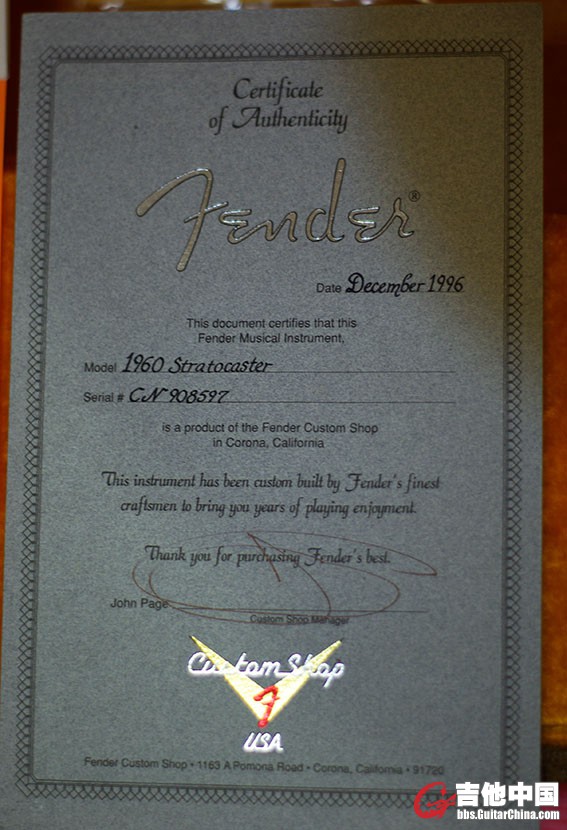 Certificate
of Authenticity
Fender®
Date December 1996
This document certifies that this
Fender Musical Instrument,
Model 1960 Stratocaster
Serial # CN 908597
is a product of the Fender Custom Shop
in Corona, California
This instrument has been custom built by Fender's finest
craftsmen to bring you years of playing enjoyment.
Thank you for purchasing Fender's best.
John Page
Custom Shop Manager
Custom Shop
F
USA
Fender Custom Shop • 1163 A Pomona Road • Corona, California • 91720
吉他中国
bbs.GuitarChina.com